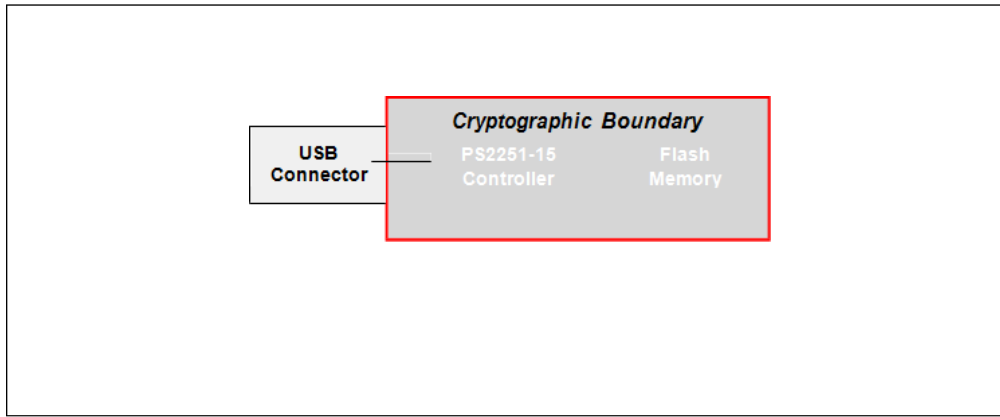 Cryptographic Boundary
USB
Connector
PS2251-15
Controller
Flash
Memory